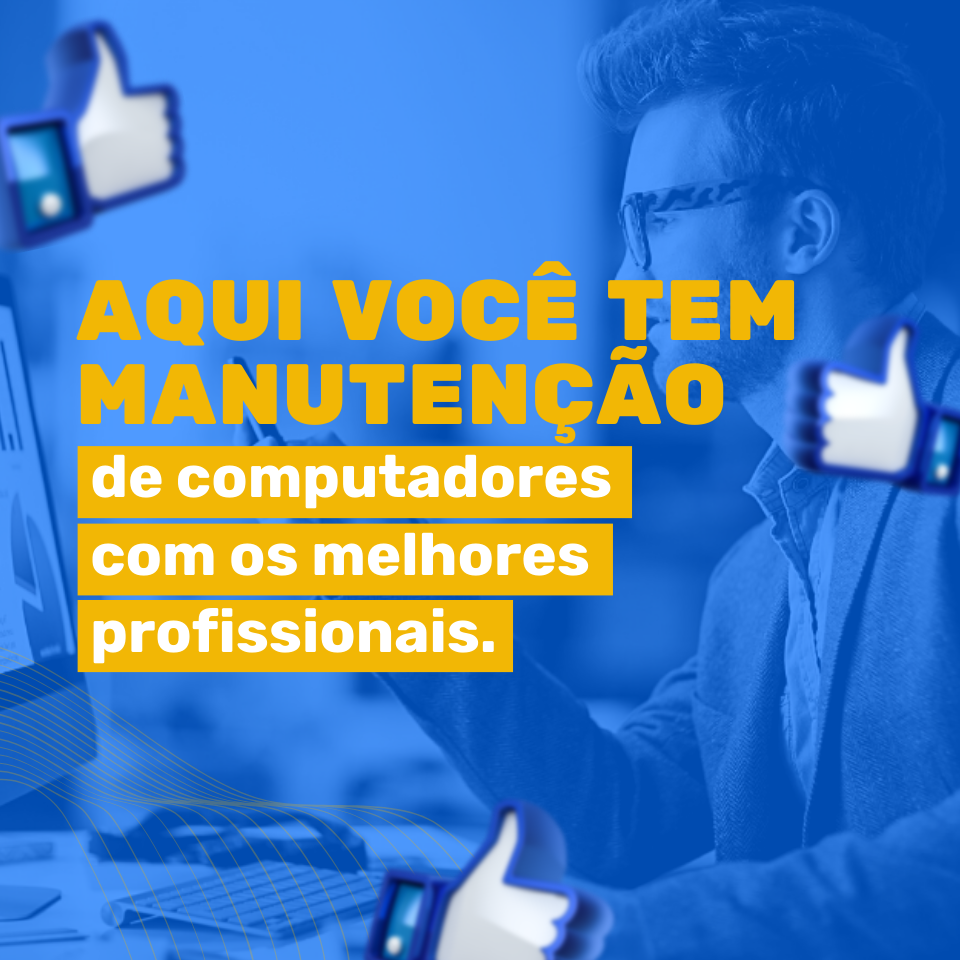 AQUI VOCÊ TEM
MANUTENÇÃO
de computadores
com os melhores
profissionais.